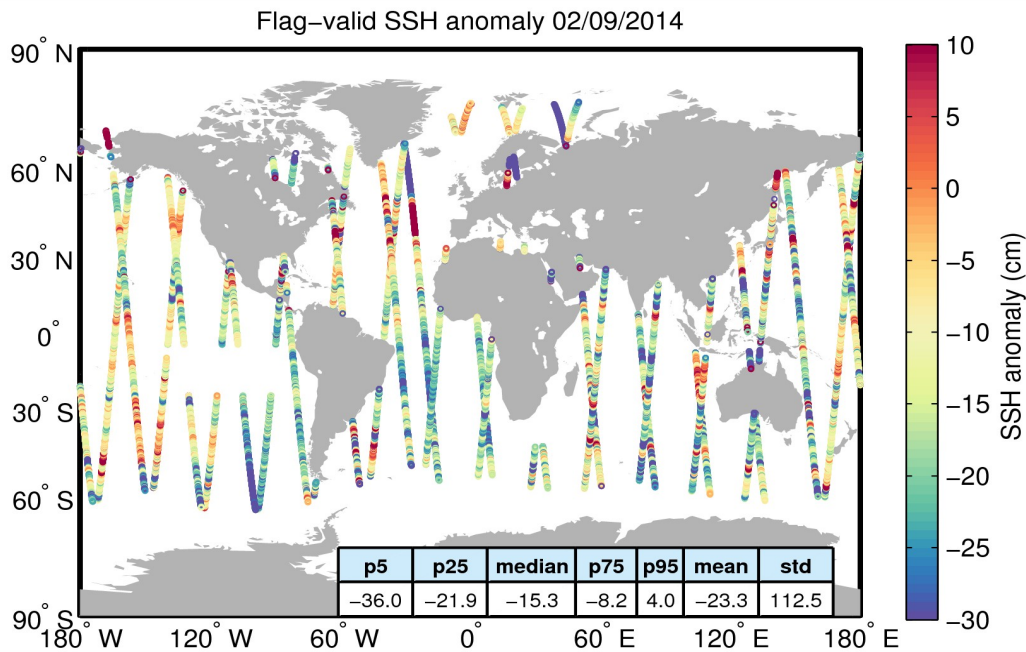 Flag−valid SSH anomaly 02/09/2014
90° N
60° N
30° N
0°
30° S
60° S
90° S
180° W 120° W 60° W 0° 60° E 120° E 180° E
p5 p25 median p75 p95 mean std
−36.0 −21.9 −15.3 −8.2 4.0 −23.3 112.5
10
5
0
−5
−10
−15
−20
−25
−30
SSH anomaly (cm)